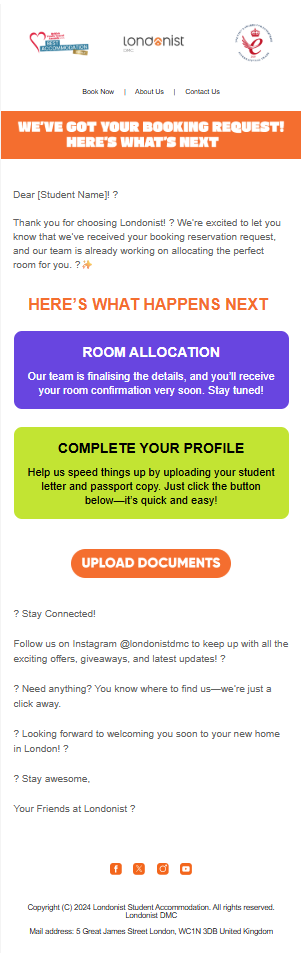 BEST ACCOMMODATION
londonist
DMC
Book Now | About Us | Contact Us
WE'VE GOT YOUR BOOKING REQUEST!
HERE'S WHAT'S NEXT
Dear [Student Name]! ?
Thank you for choosing Londonist! ? We're excited to let you
know that we've received your booking reservation request,
and our team is already working on allocating the perfect
room for you. ?✨
HERE'S WHAT HAPPENS NEXT
ROOM ALLOCATION
Our team is finalising the details, and you'll receive
your room confirmation very soon. Stay tuned!
COMPLETE YOUR PROFILE
Help us speed things up by uploading your student
letter and passport copy. Just click the button
below—it's quick and easy!
UPLOAD DOCUMENTS
? Stay Connected!
Follow us on Instagram @londonistdmc to keep up with all the
exciting offers, giveaways, and latest updates! ?
? Need anything? You know where to find us—we're just a
click away.
? Looking forward to welcoming you soon to your new home
in London! ?
? Stay awesome,
Your Friends at Londonist ?
Copyright (C) 2024 Londonist Student Accommodation. All rights reserved.
Londonist DMC
Mail address: 5 Great James Street London, WC1N 3DB United Kingdom